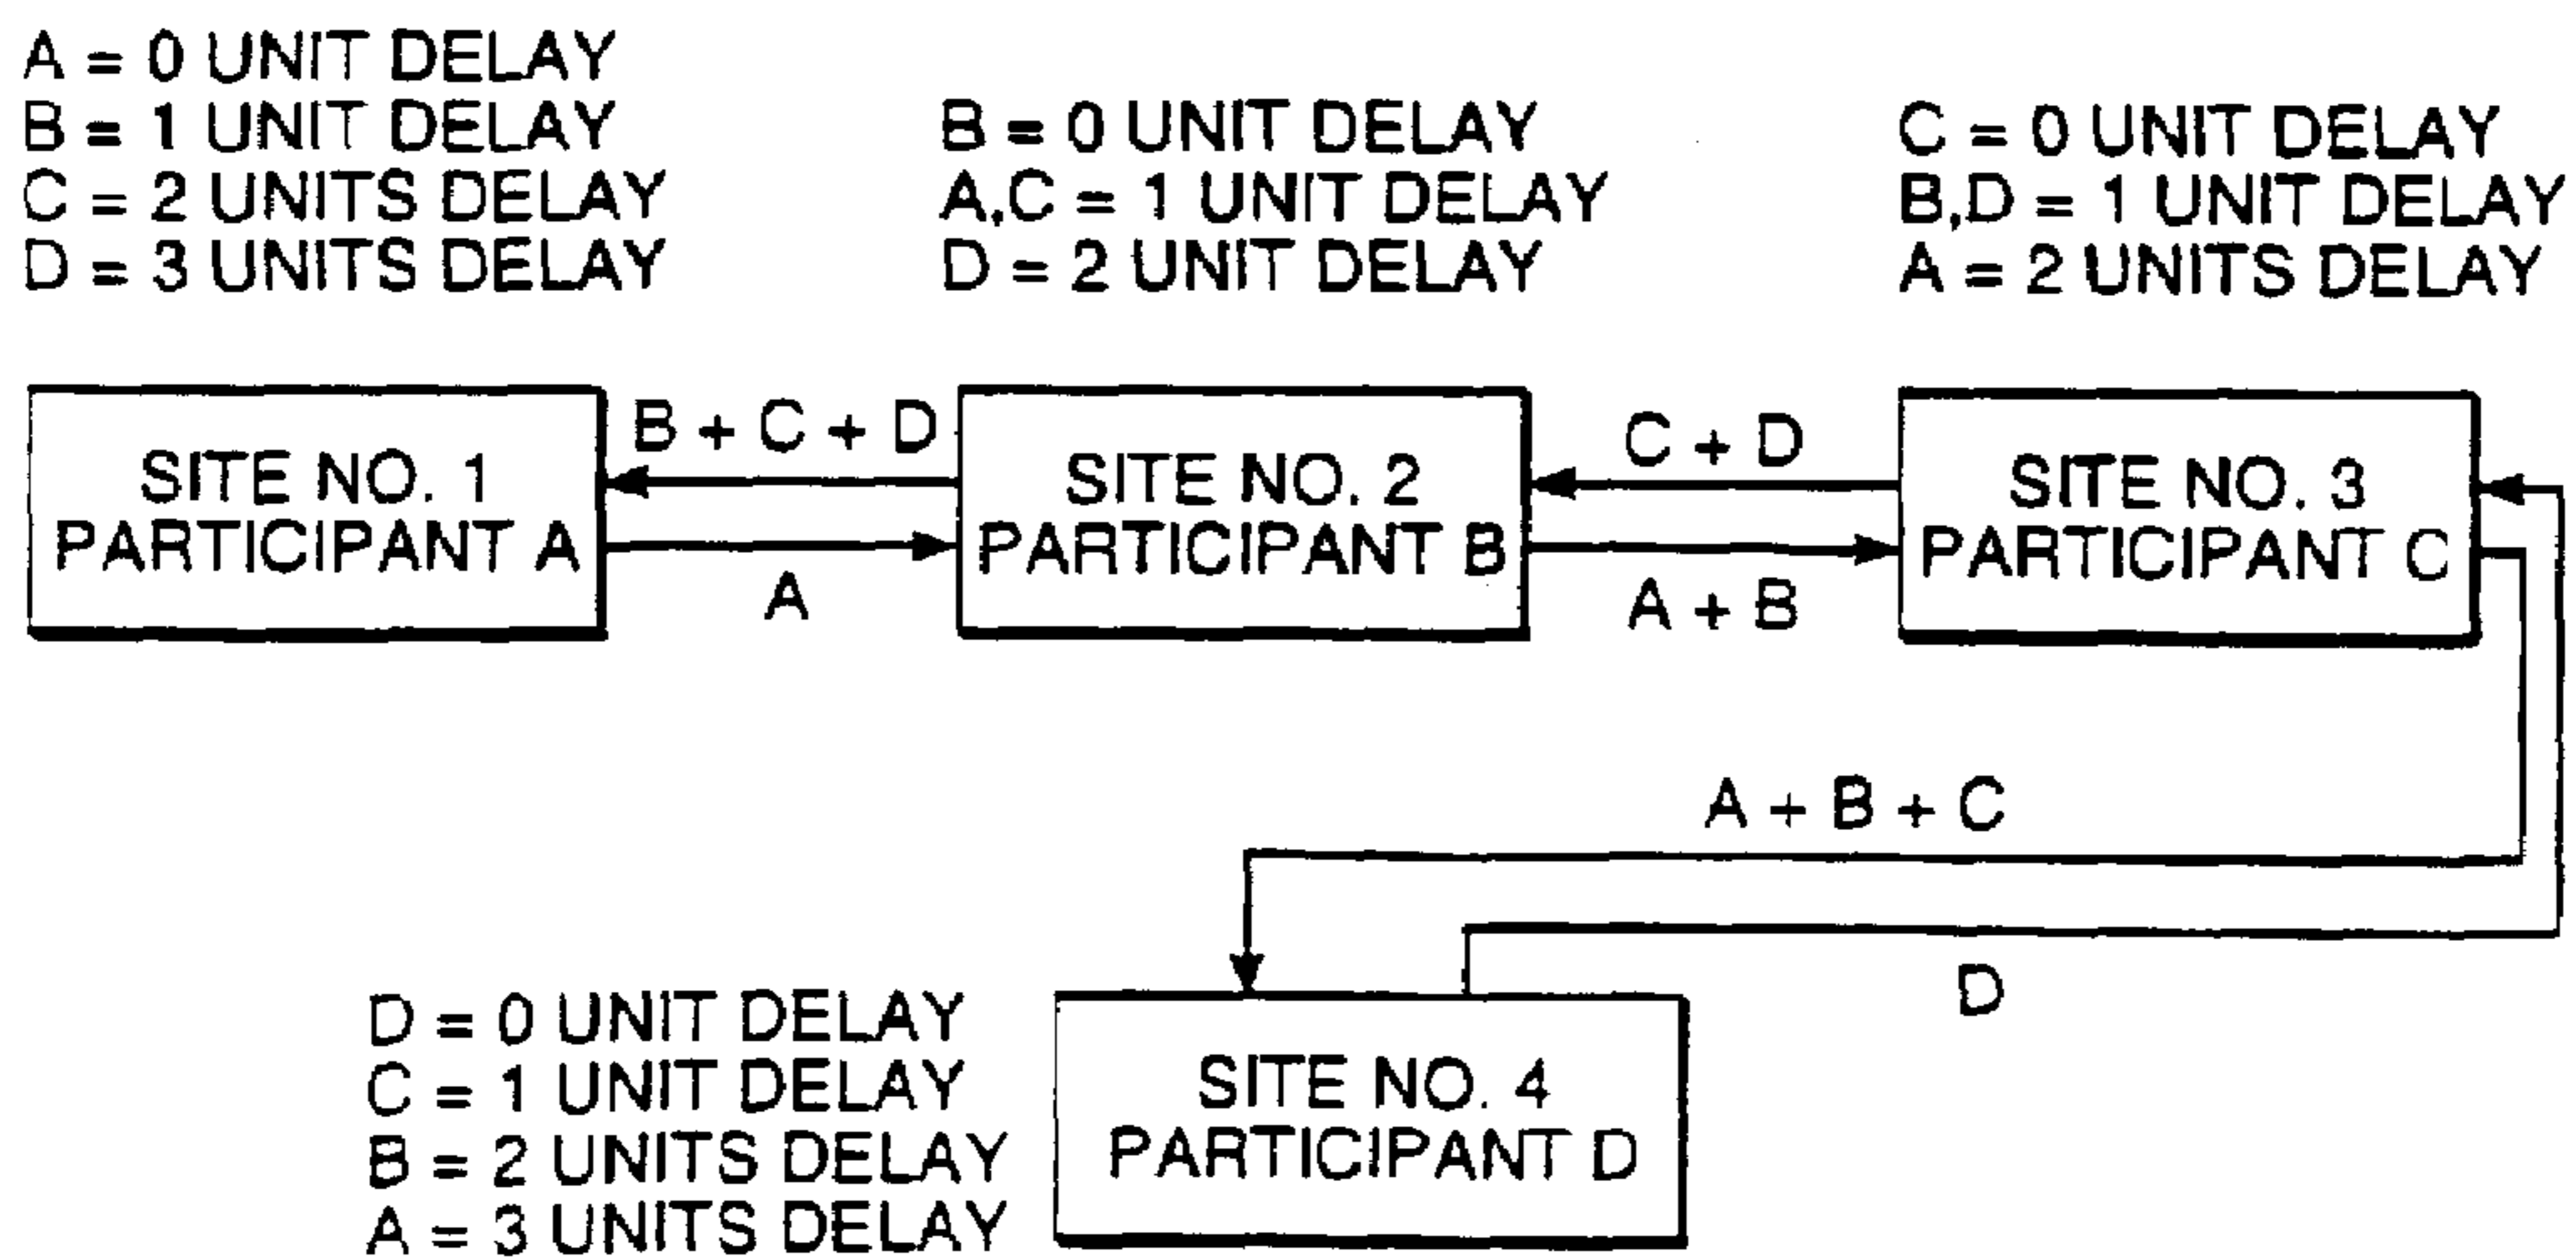 A = 0 UNIT DELAY
B = 1 UNIT DELAY
C = 2 UNITS DELAY
D = 3 UNITS DELAY
B = 0 UNIT DELAY
A,C = 1 UNIT DELAY
D = 2 UNIT DELAY
C = 0 UNIT DELAY
B,D = 1 UNIT DELAY
A = 2 UNITS DELAY
SITE NO. 1
PARTICIPANT A
B + C + D
A
SITE NO. 2
PARTICIPANT B
C + D
A + B
SITE NO. 3
PARTICIPANT C
A + B + C
D
D = 0 UNIT DELAY
C = 1 UNIT DELAY
B = 2 UNITS DELAY
A = 3 UNITS DELAY
SITE NO. 4
PARTICIPANT D